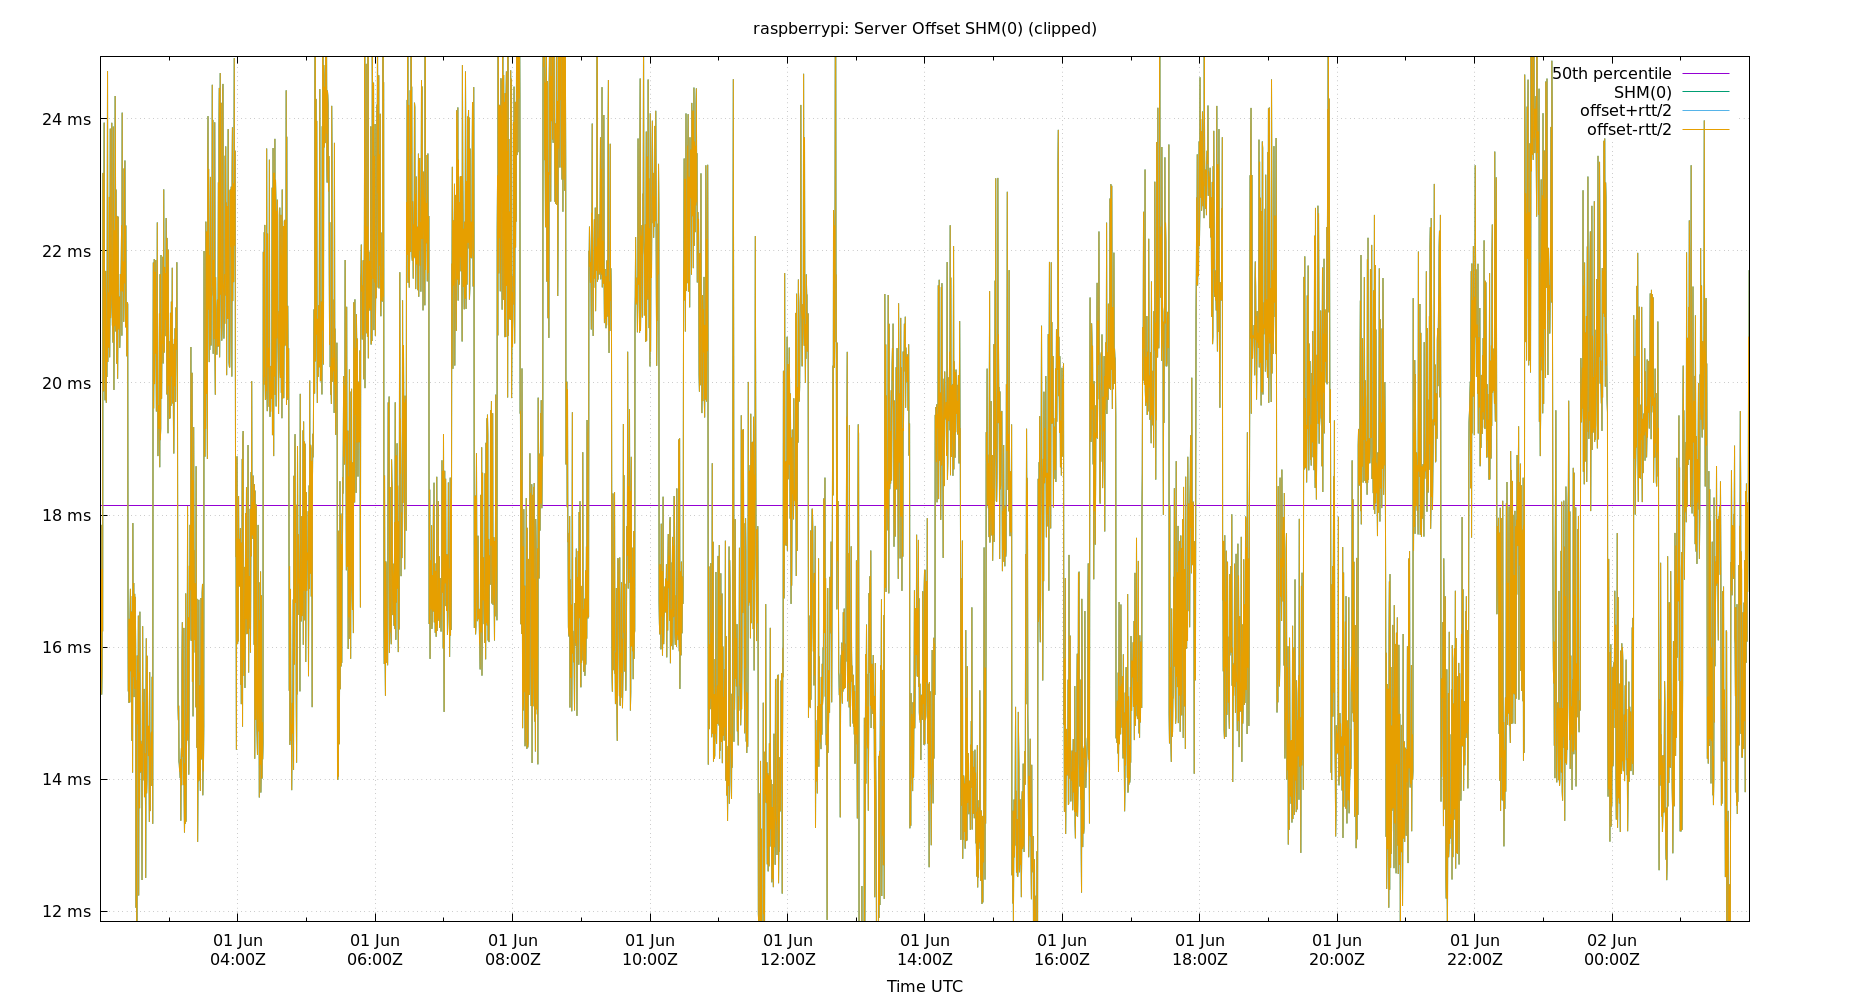 raspberrypi: Server Offset SHM(0) (clipped)
50th percentile
SHM(0)
offset+rtt/2
offset-rtt/2
24 ms
22 ms
20 ms
18 ms
16 ms
14 ms
12 ms
01 Jun 01 Jun 01 Jun 01 Jun 01 Jun 01 Jun 01 Jun 01 Jun 01 Jun 01 Jun 02 Jun
04:00Z 06:00Z 08:00Z 10:00Z 12:00Z 14:00Z 16:00Z 18:00Z 20:00Z 22:00Z 00:00Z
Time UTC